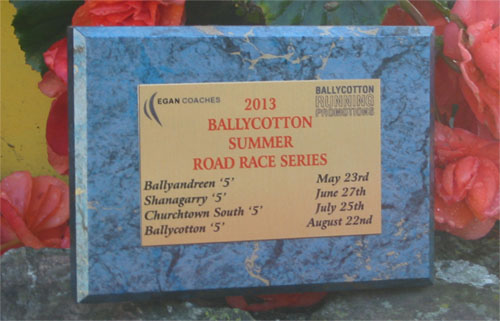 EGAN COACHES
BALLYCOTTON
RUNNING
PROMOTIONS
2013
BALLYCOTTON
SUMMER
ROAD RACE SERIES
Ballyandreen ‘5’ May 23rd
Shanagarry ‘5’ June 27th
Churchtown South ‘5’ July 25th
Ballycotton ‘5’ August 22nd